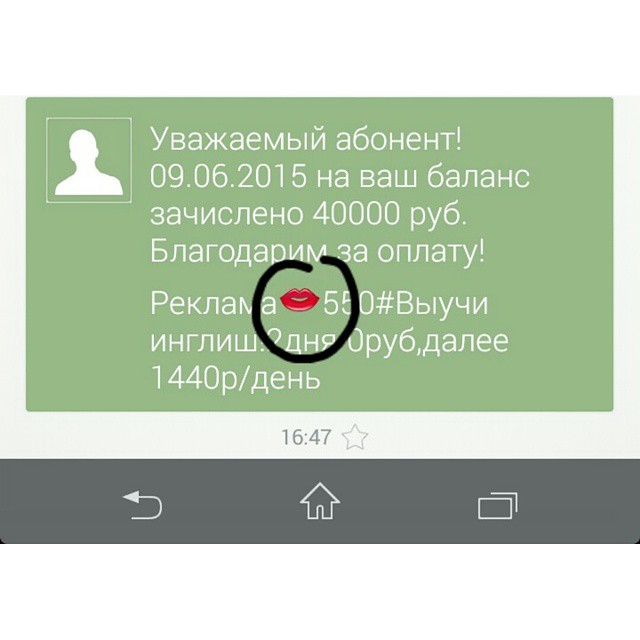 Уважаемый абонент!
09.06.2015 на ваш баланс
зачислено 40000 руб.
Благодарим за оплату!
Реклама💋550#Выучи
инглиш!2дня 0руб,далее
1440р/день
16:47